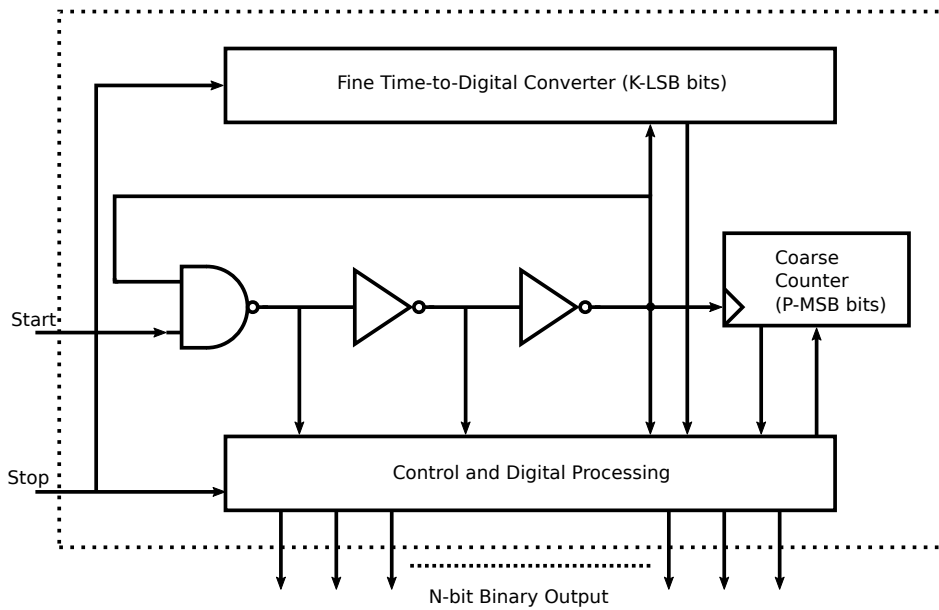 Fine Time-to-Digital Converter (K-LSB bits)
Coarse
Counter
(P-MSB bits)
Start
Control and Digital Processing
Stop
N-bit Binary Output